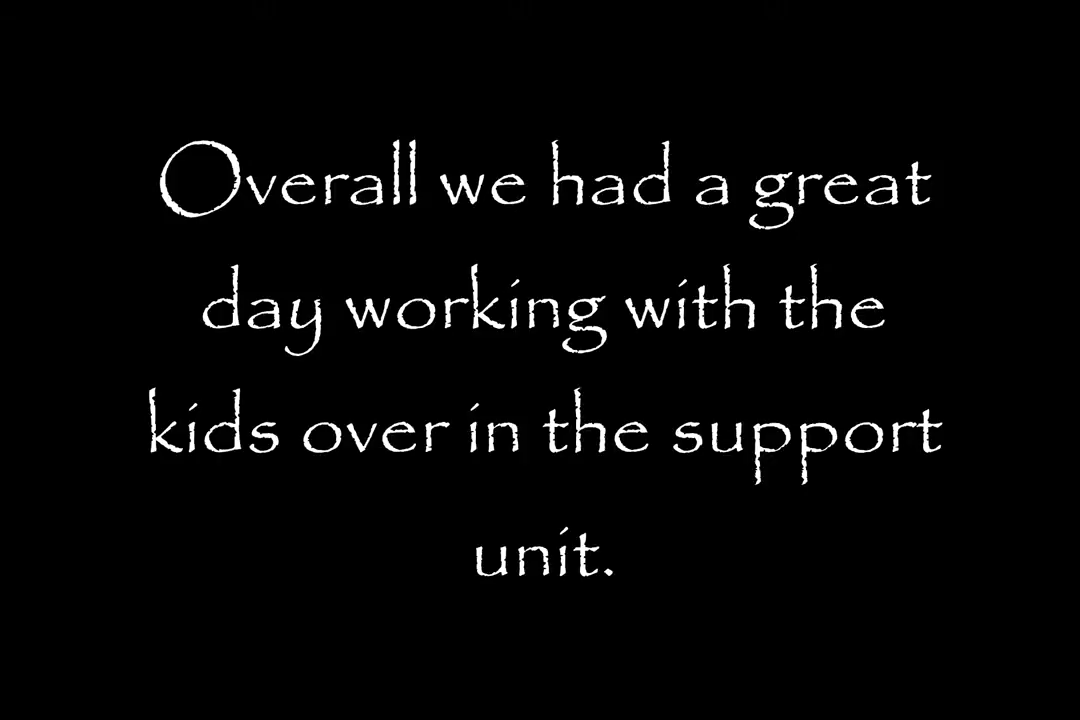 Overall we had a great
day working with the
kids over in the support
unit.